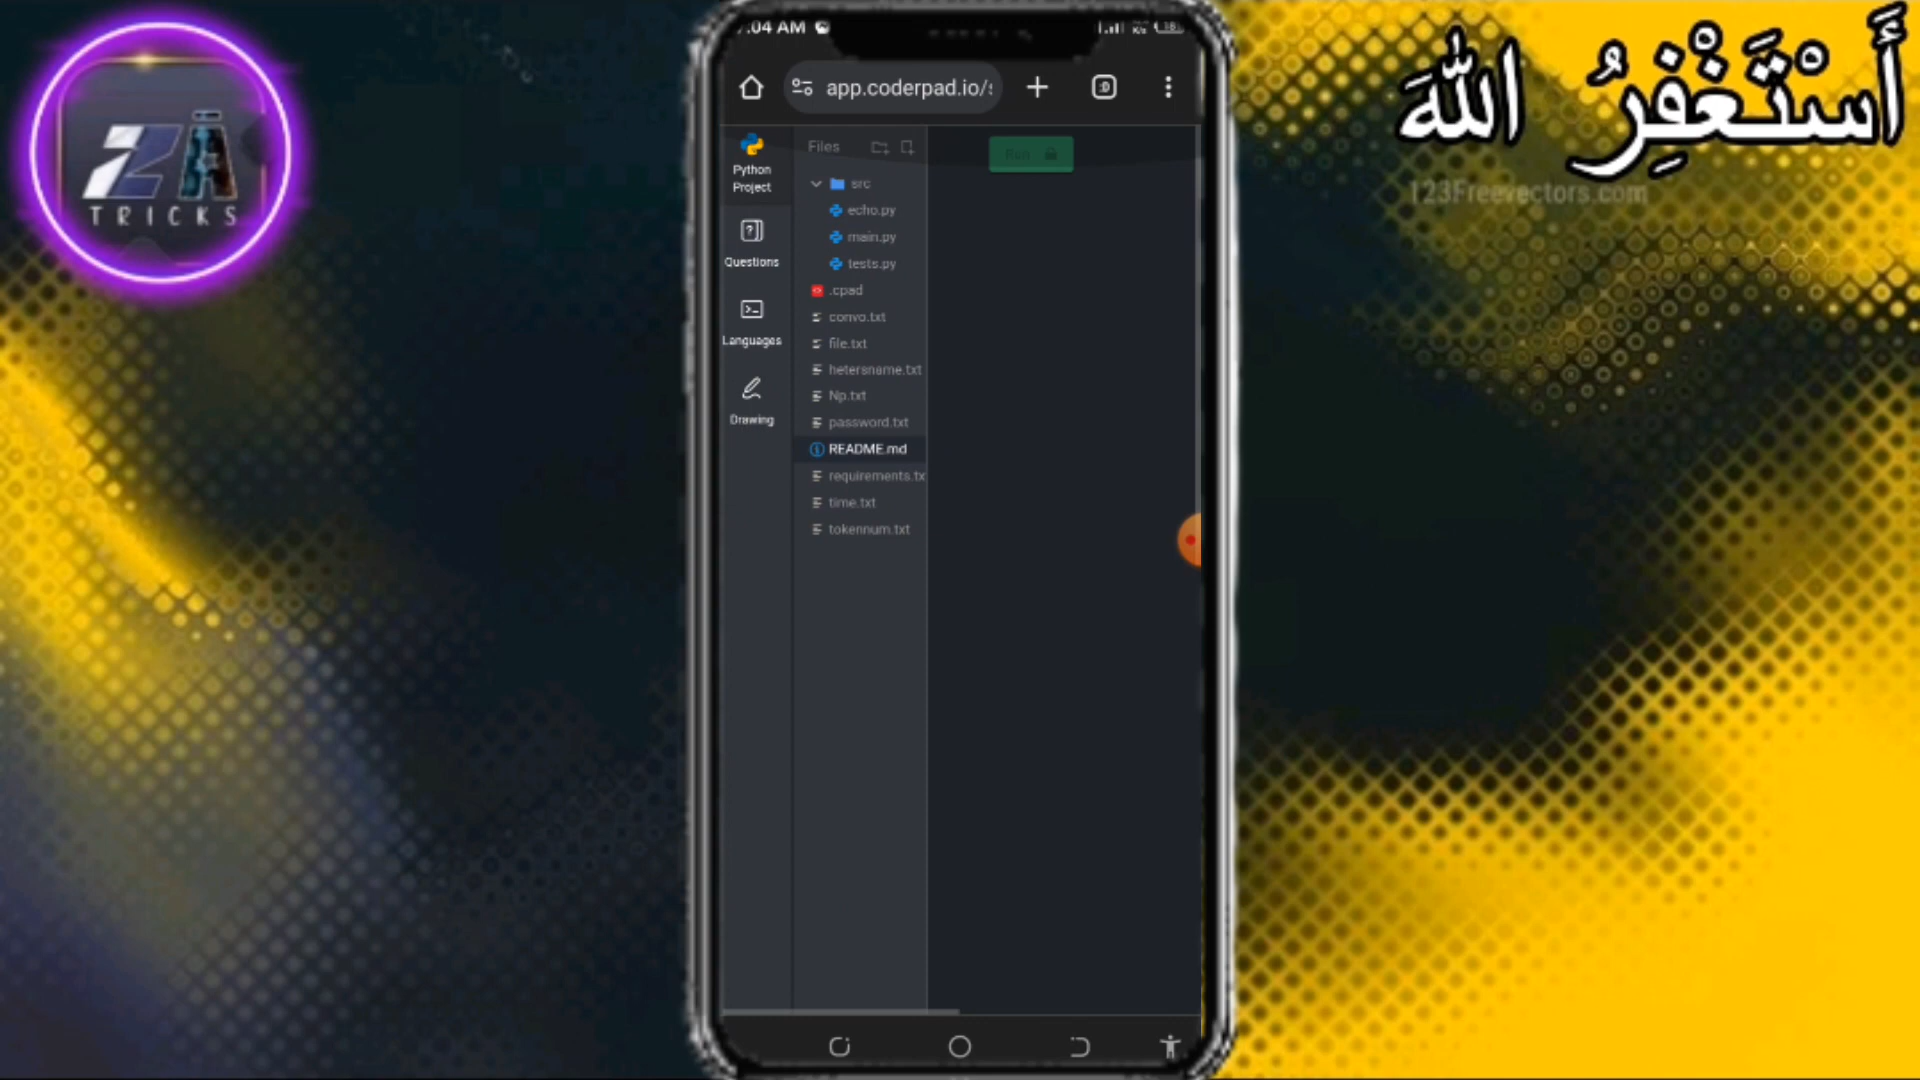 ZA
TRICKS
:04 AM
app.coderpad.io/
Python
Project
Questions
Languages
Drawing
Files
src
echo.py
main.py
tests.py
.cpad
convo.txt
file.txt
hetersname.txt
Np.txt
password.txt
README.md
requirements.tx
time.txt
tokennum.txt
Run
أَسْتَغْفِرُ اللّٰهَ
123Freevectors.com